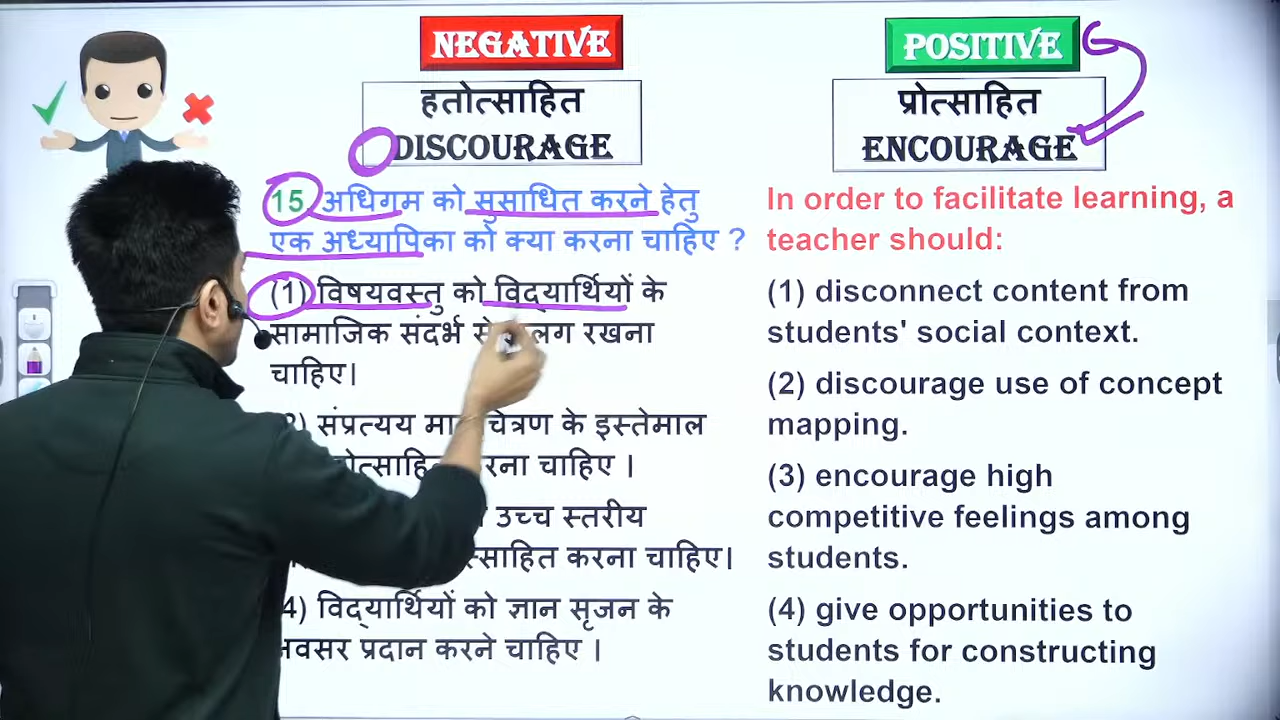 NEGATIVE
POSITIVE
हतोत्साहित
DISCOURAGE
प्रोत्साहित
ENCOURAGE
15 अधिगम को सुसाधित करने हेतु
एक अध्यापिका को क्या करना चाहिए ?
(1) विषयवस्तु को विद्यार्थियों के
सामाजिक संदर्भ से रखना
चाहिए।
संप्रत्यय के इस्तेमाल
चाहिए ।
उच्च स्तरीय
करना चाहिए।
4) विद्यार्थियों को ज्ञान सृजन के
प्रदान करने चाहिए ।
In order to facilitate learning, a
teacher should:
(1) disconnect content from
students' social context.
(2) discourage use of concept
mapping.
(3) encourage high
competitive feelings among
students.
(4) give opportunities to
students for constructing
knowledge.